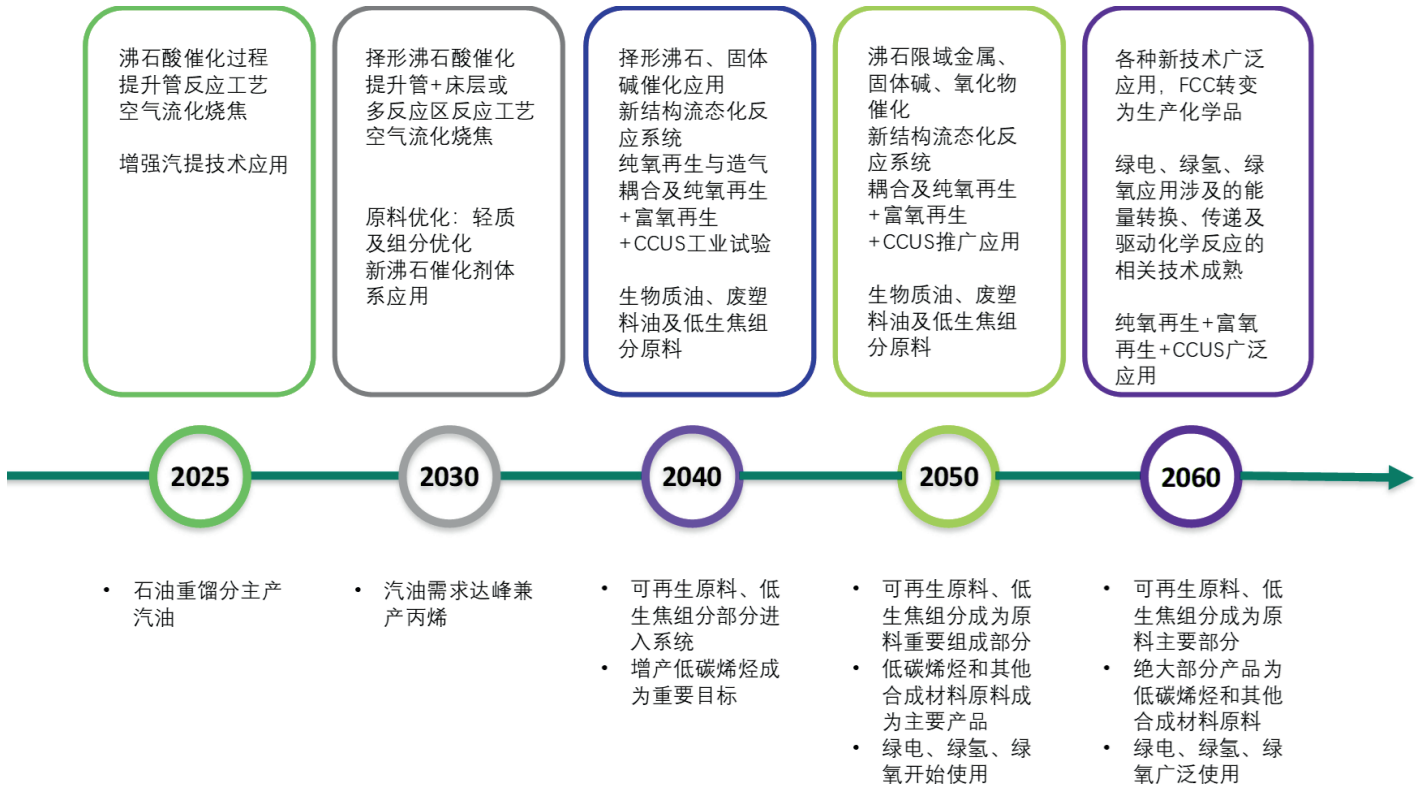 沸石酸催化过程
提升管反应工艺
空气流化烧焦
增强汽提技术应用
择形沸石酸催化
提升管+床层或
多反应区反应工艺
空气流化烧焦
原料优化：轻质
及组分优化
新沸石催化剂体
系应用
择形沸石、固体
碱催化应用
新结构流态化反
应系统
纯氧再生与造气
耦合及纯氧再生
+富氧再生
+CCUS工业试验
生物质油、废塑
料油及低生焦组
分原料
沸石限域金属、
固体碱、氧化物
催化
新结构流态化反
应系统
耦合及纯氧再生
+富氧再生
+CCUS推广应用
生物质油、废塑
料油及低生焦组
分原料
各种新技术广泛
应用，FCC转变
为生产化学品
绿电、绿氢、绿
氧应用涉及的能
量转换、传递及
驱动化学反应的
相关技术成熟
纯氧再生+富氧
再生+CCUS广泛
应用
2025
2030
2040
2050
2060
• 石油重馏分主产
汽油
• 汽油需求达峰兼
产丙烯
• 可再生原料、低
生焦组分部分进
入系统
• 增产低碳烯烃成
为重要目标
• 可再生原料、低
生焦组分成为原
料重要组成部分
• 低碳烯烃和其他
合成材料原料成
为主要产品
• 绿电、绿氢、绿
氧开始使用
• 可再生原料、低
生焦组分成为原
料主要部分
• 绝大部分产品为
低碳烯烃和其他
合成材料原料
• 绿电、绿氢、绿
氧广泛使用